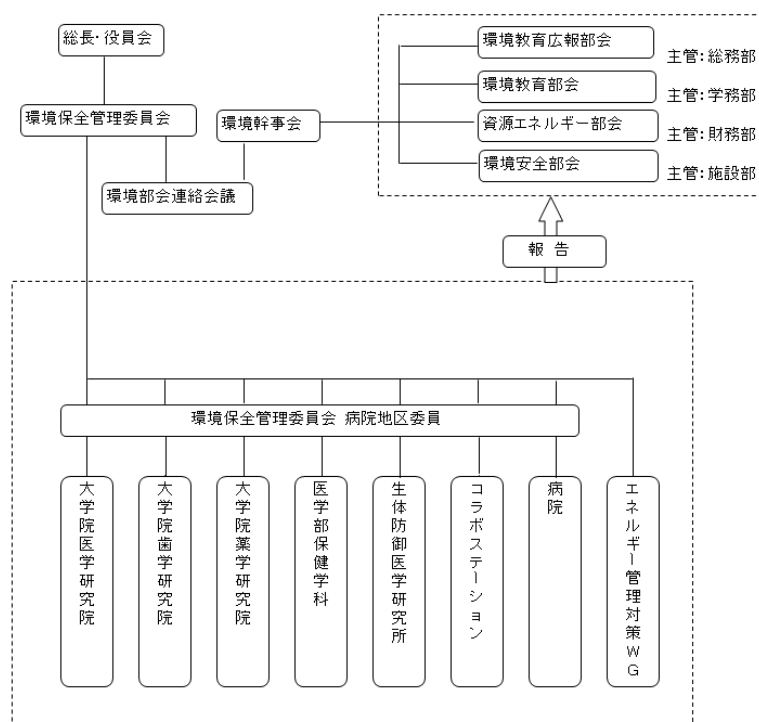 総長・役員会
環境保全管理委員会
環境部会連絡会議
環境幹事会
環境教育広報部会
主管：総務部
環境教育部会
主管：学務部
資源エネルギー部会
主管：財務部
環境安全部会
主管：施設部
報 告
環境保全管理委員会 病院地区委員
大学院医学研究院
大学院歯学研究院
大学院薬学研究院
医学部保健学科
生体防御医学研究所
コラボステーション
病院
エネルギー管理対策WG